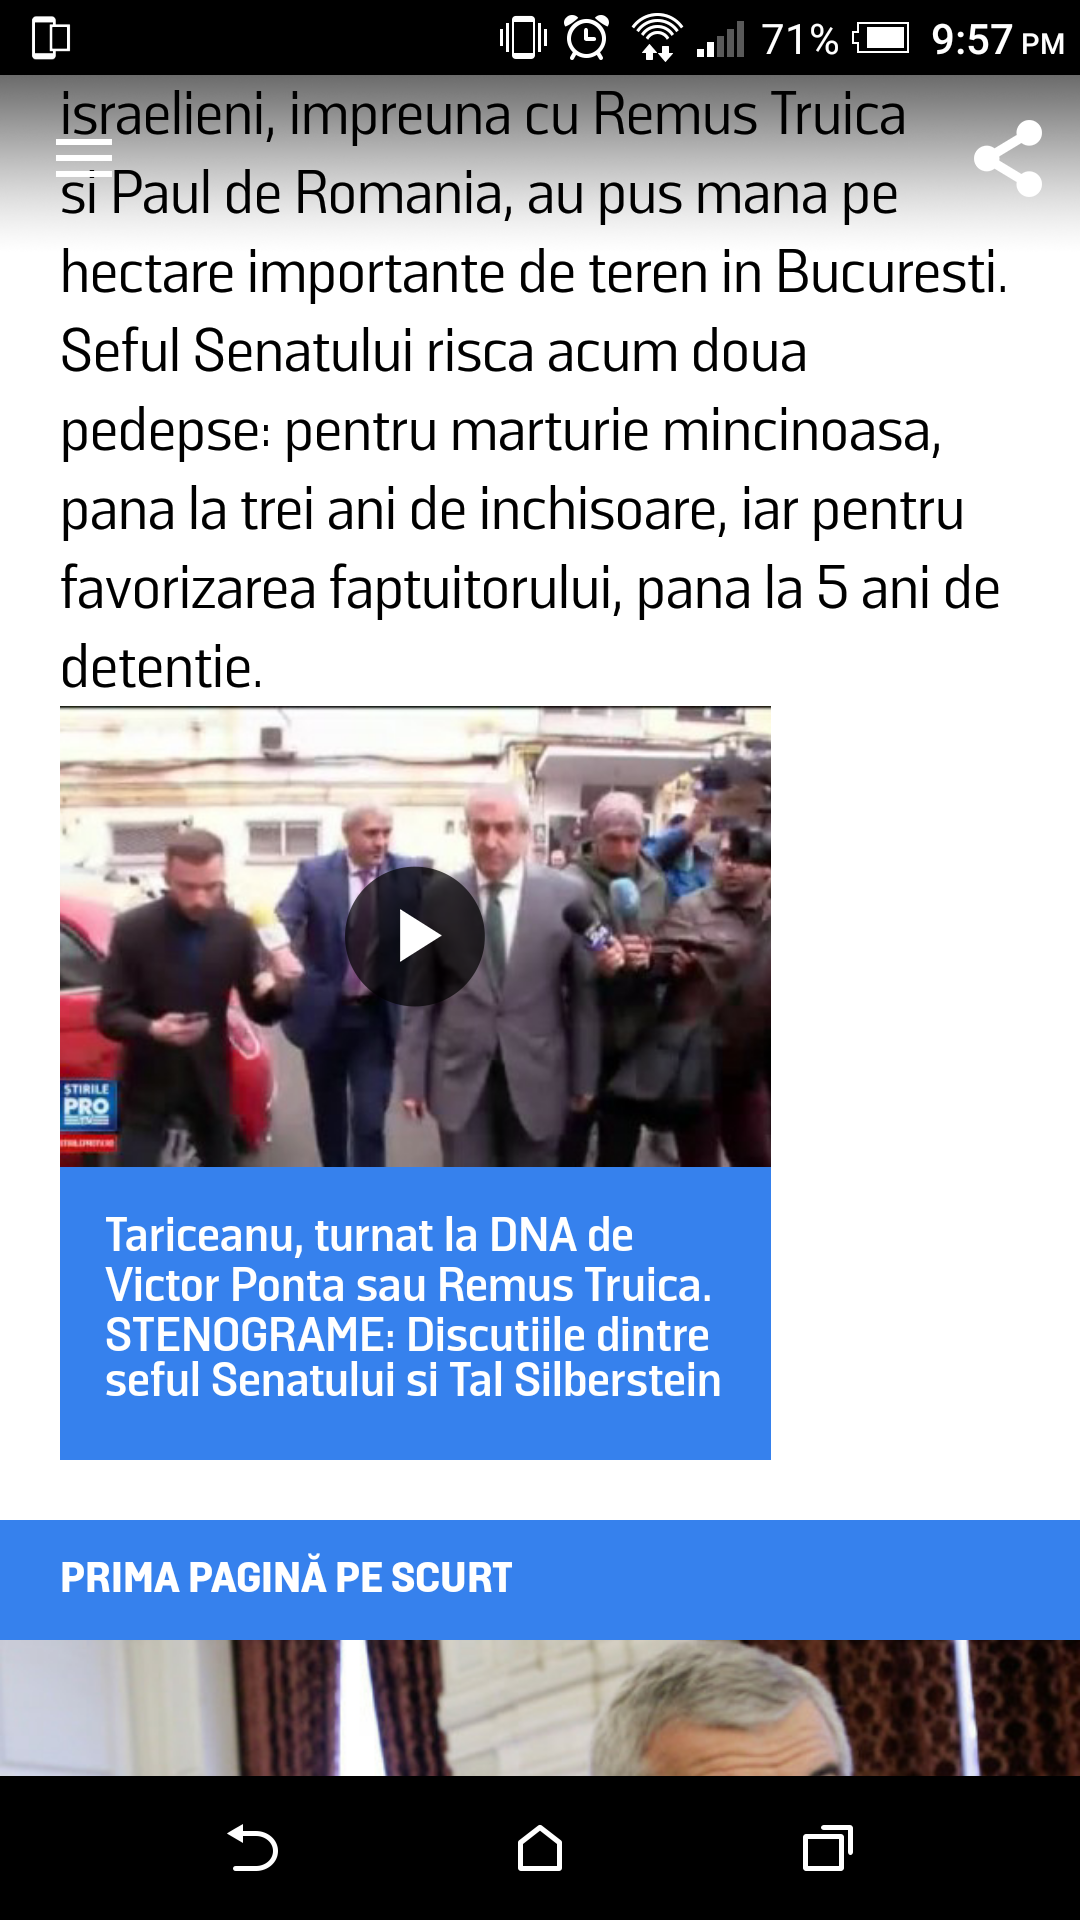 71% 9:57 PM
israelieni, impreuna cu Remus Truica
si Paul de Romania, au pus mana pe
hectare importante de teren in Bucuresti.
Seful Senatului risca acum doua
pedepse: pentru marturie mincinoasa,
pana la trei ani de inchisoare, iar pentru
favorizarea faptuitorului, pana la 5 ani de
detentie.
STIRILE
PRO
TV
STIRILEPROTV.RO
Tariceanu, turnat la DNA de
Victor Ponta sau Remus Truica.
STENOGRAME: Discutiile dintre
seful Senatului si Tal Silberstein
PRIMA PAGINĂ PE SCURT